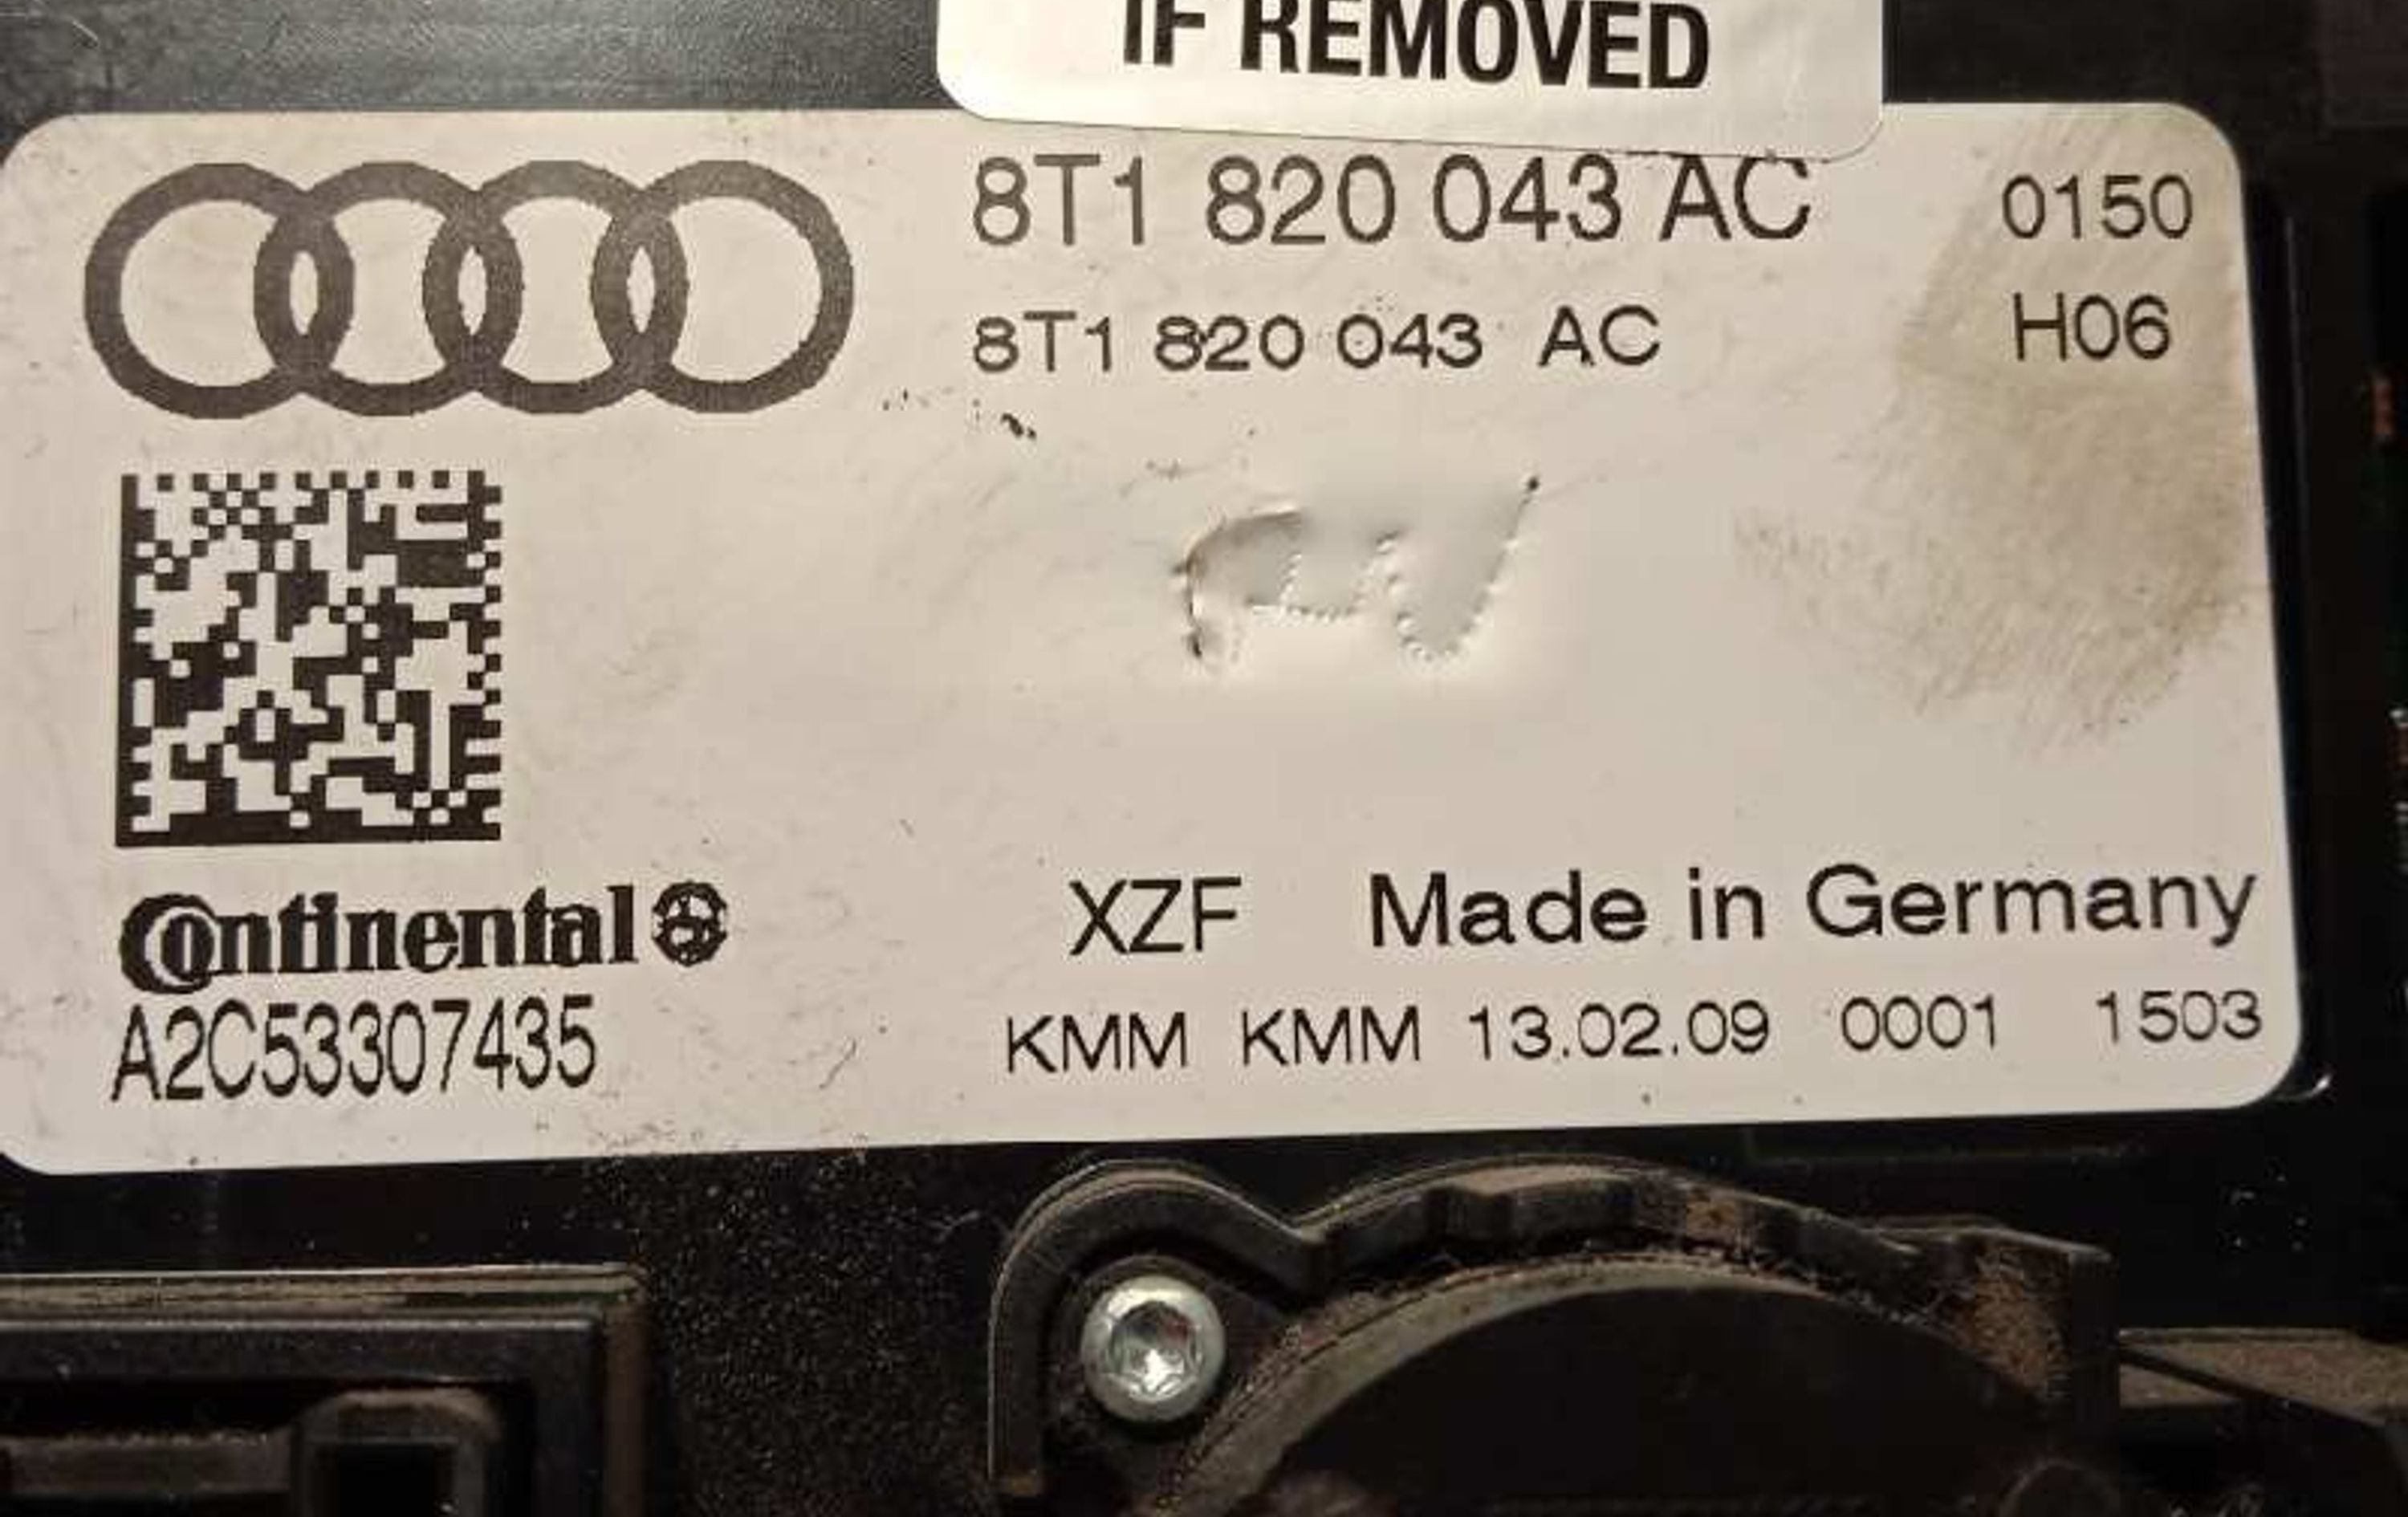 IF REMOVED
8T1 820 043 AC 0150
8T1 820 043 AC H06
Continental
A2C53307435
XZF Made in Germany
KMM KMM 13.02.09 0001 1503